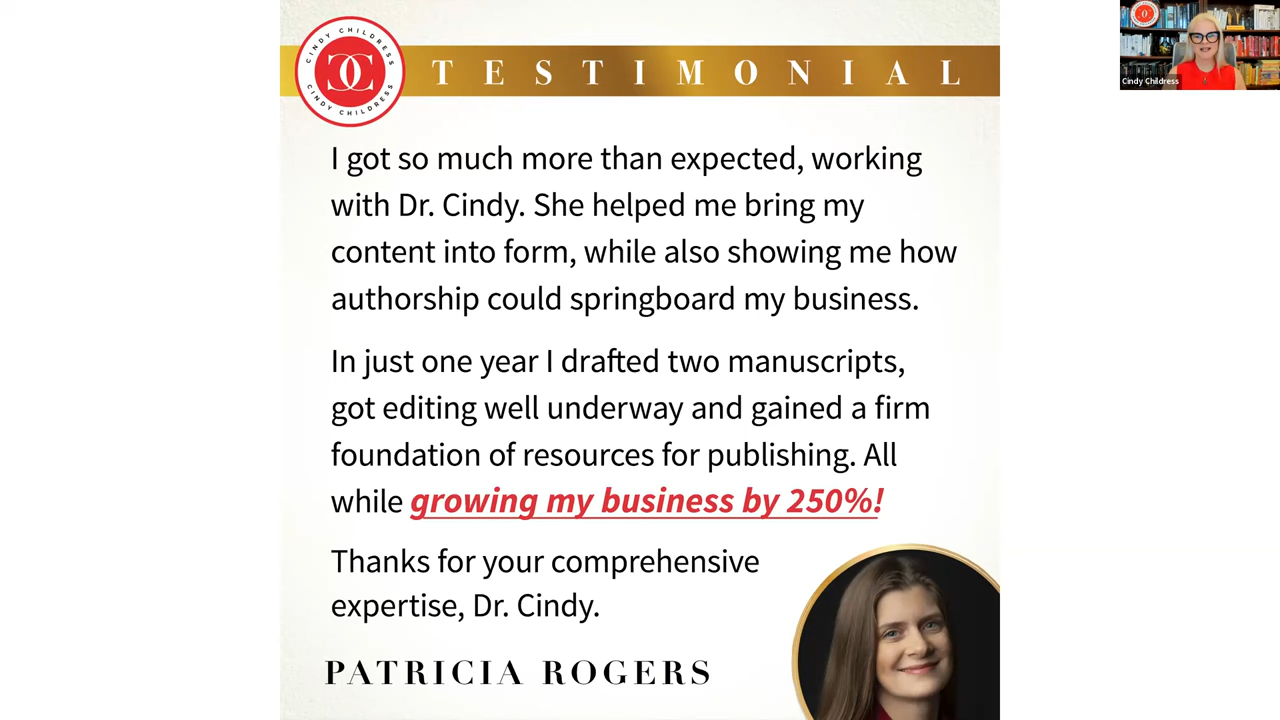 CINDY CHILDRESS
CINDY CHILDRESS
TESTIMONIAL
I got so much more than expected, working
with Dr. Cindy. She helped me bring my
content into form, while also showing me how
authorship could springboard my business.
In just one year I drafted two manuscripts,
got editing well underway and gained a firm
foundation of resources for publishing. All
while growing my business by 250%!
Thanks for your comprehensive
expertise, Dr. Cindy.
PATRICIA ROGERS
Cindy Childress